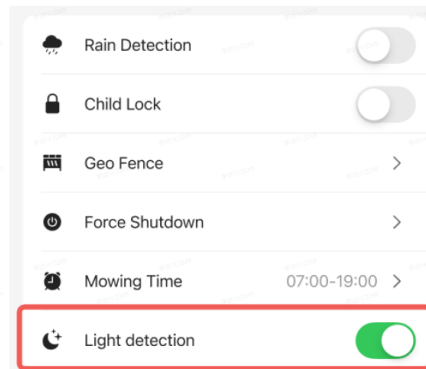 Rain Detection
Child Lock
Geo Fence
Force Shutdown
Mowing Time 07:00-19:00
Light detection